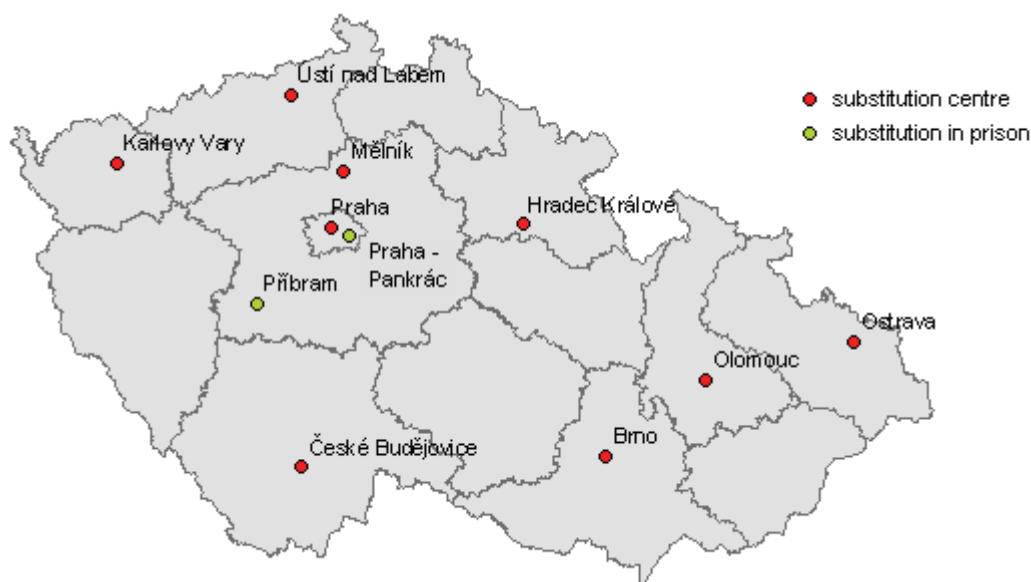 Ústí nad Labem
substitution centre
substitution in prison
Karlovy Vary
Mělník
Praha
Hradec Králové
Praha -
Pankrác
Příbram
Ostrava
Olomouc
Brno
České Budějovice